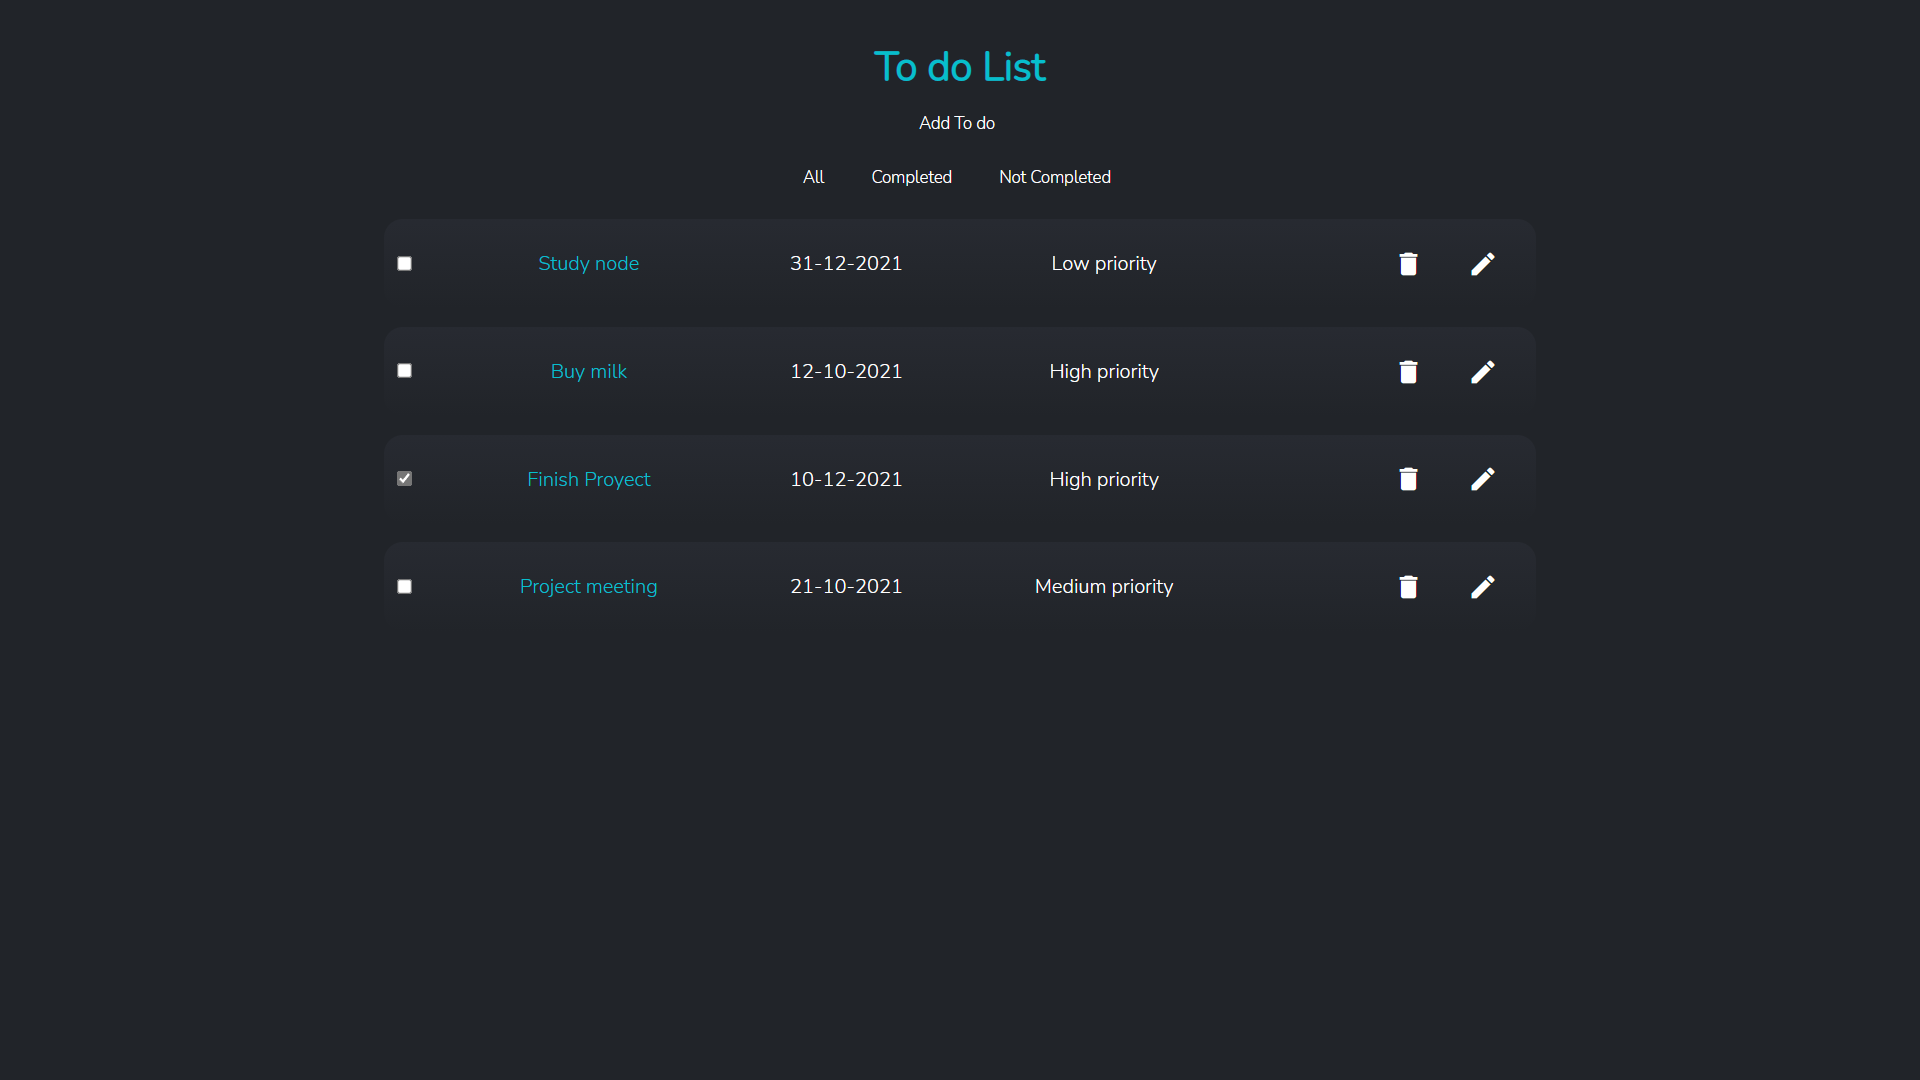 To do List
Add To do
All Completed Not Completed
Study node 31-12-2021 Low priority
Buy milk 12-10-2021 High priority
Finish Proyect 10-12-2021 High priority
Project meeting 21-10-2021 Medium priority